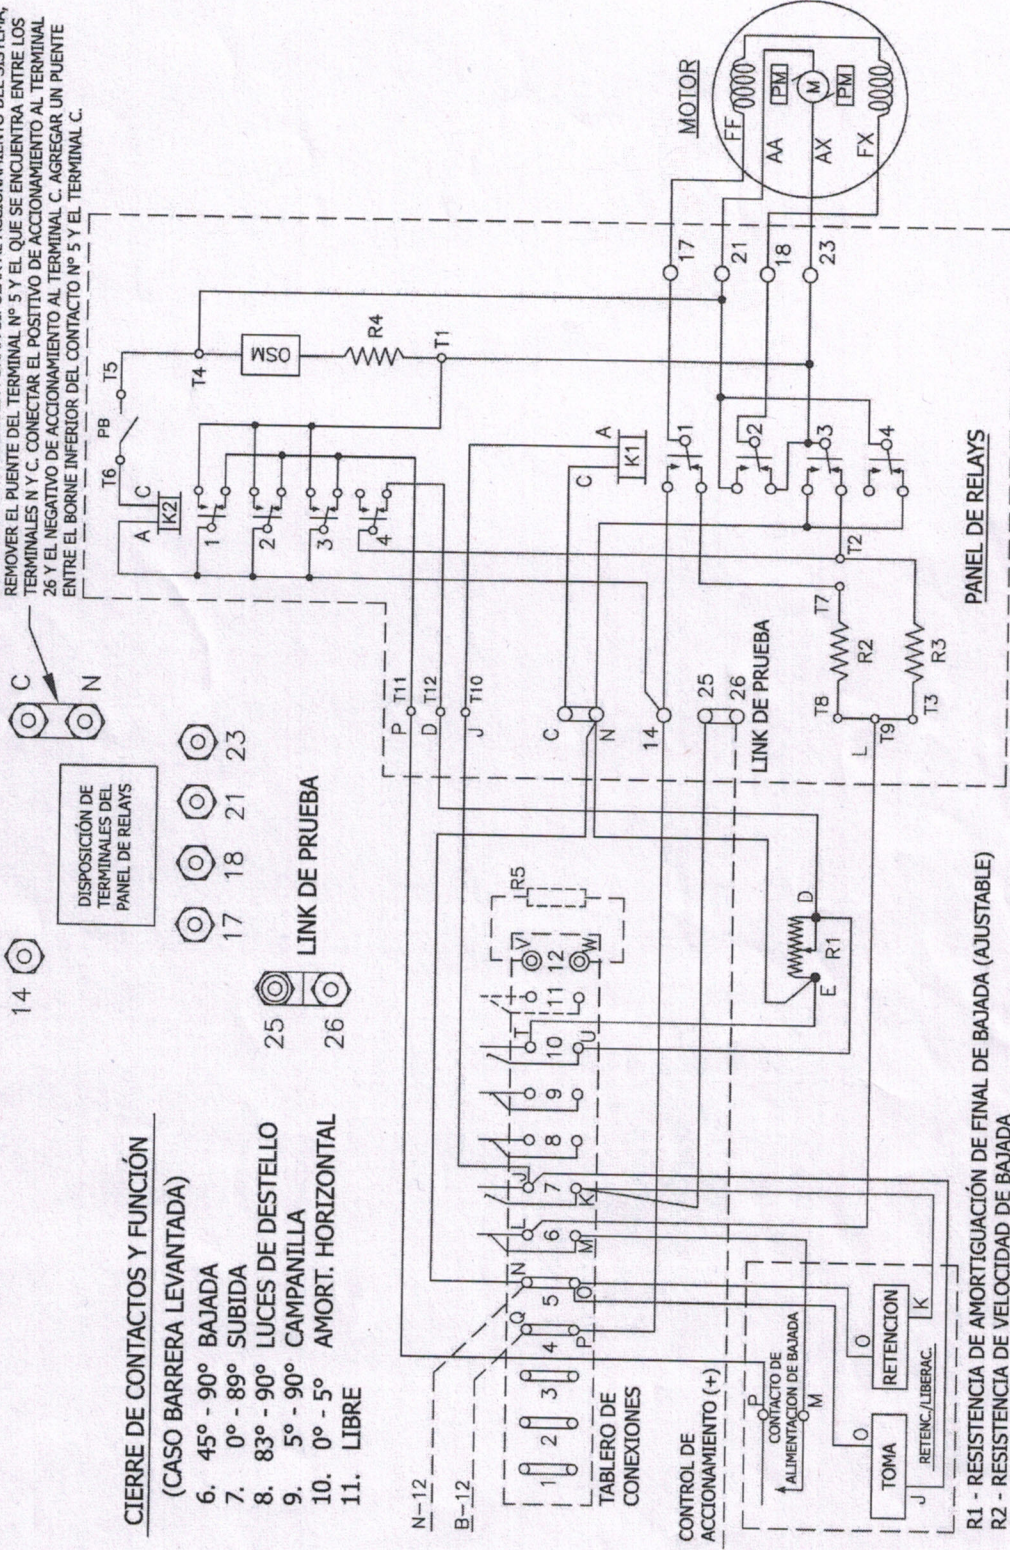 REMOVER EL PUENTE DEL TERMINAL Nº 5 Y EL QUE SE ENCUENTRA ENTRE LOS
TERMINALES N Y C. CONECTAR EL POSITIVO DE ACCIONAMIENTO AL TERMINAL
26 Y EL NEGATIVO DE ACCIONAMIENTO AL TERMINAL C. AGREGAR UN PUENTE
ENTRE EL BORNE INFERIOR DEL CONTACTO Nº 5 Y EL TERMINAL C.
14
C
N
DISPOSICIÓN DE
TERMINALES DEL
PANEL DE RELAYS
17
18
21
23
25
26
LINK DE PRUEBA
CIERRE DE CONTACTOS Y FUNCIÓN
(CASO BARRERA LEVANTADA)
6. 45º - 90º BAJADA
7. 0º - 89º SUBIDA
8. 83º - 90º LUCES DE DESTELLO
9. 5º - 90º CAMPANILLA
10. 0º - 5º AMORT. HORIZONTAL
11. LIBRE
A
C
K2
T6
PB
T5
T4
1
2
3
4
OSM
R4
T1
MOTOR
FF
AA
AX
FX
PM
M
PM
17
21
18
23
P
T11
D
T12
J
T10
C
N
14
C
A
K1
1
2
3
4
25
26
LINK DE PRUEBA
T2
T7
T8
R2
L
T9
T3
R3
PANEL DE RELAYS
N-12
B-12
1
2
3
4
5
6
7
8
9
10
11
12
Q
P
N
O
L
M
J
K
T
U
V
W
R5
E
R1
D
TABLERO DE
CONEXIONES
CONTROL DE
ACCIONAMIENTO (+)
P
CONTACTO DE
ALIMENTACION DE BAJADA
M
TOMA
O
RETENCION
O
J
RETENC./LIBERAC.
K
R1 - RESISTENCIA DE AMORTIGUACIÓN DE FINAL DE BAJADA (AJUSTABLE)
R2 - RESISTENCIA DE VELOCIDAD DE BAJADA